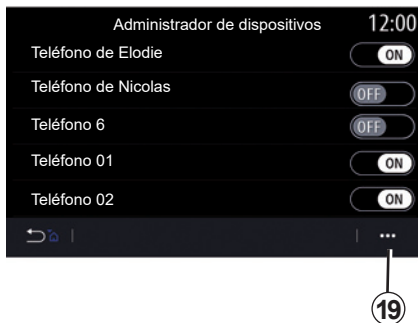 Administrador de dispositivos 12:00
Teléfono de Elodie ON
Teléfono de Nicolas OFF
Teléfono 6 OFF
Teléfono 01 ON
Teléfono 02 ON
19